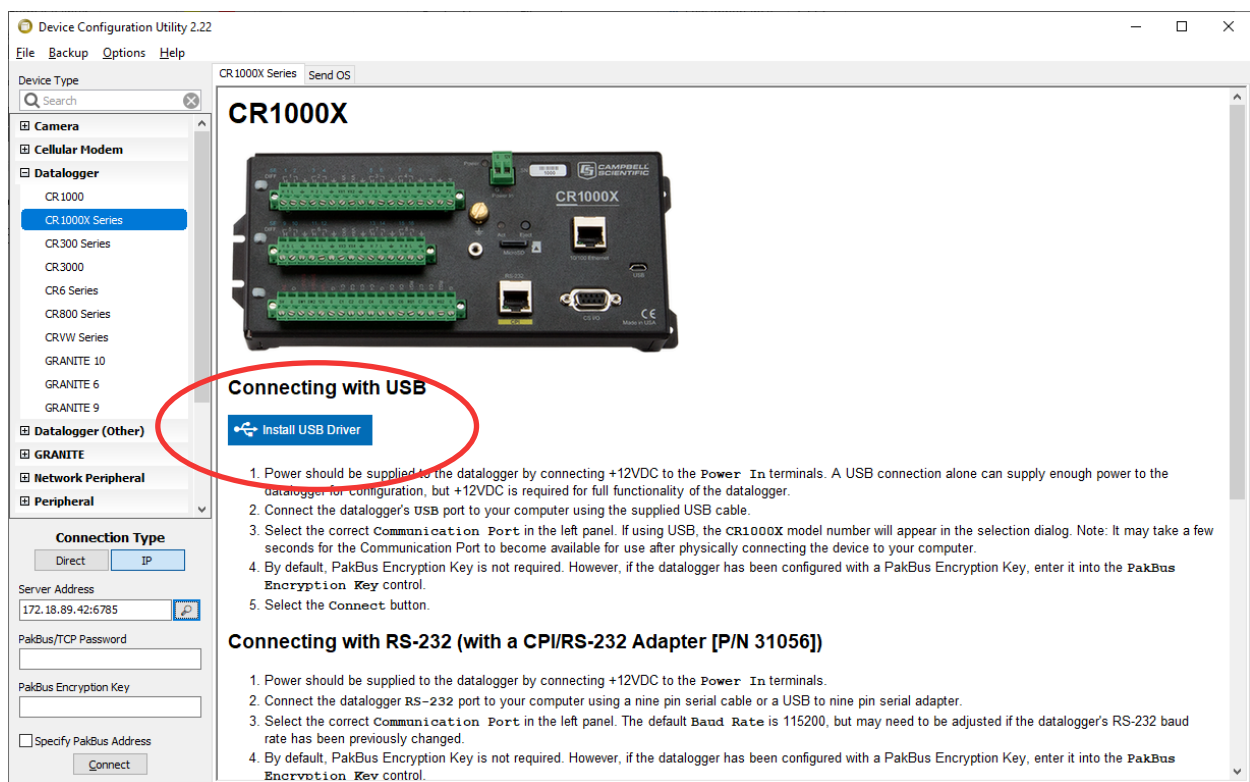 Device Configuration Utility 2.22
File Backup Options Help
Device Type
Search
Camera
Cellular Modem
Datalogger
CR1000
CR1000X Series
CR300 Series
CR3000
CR6 Series
CR800 Series
CRVW Series
GRANITE 10
GRANITE 6
GRANITE 9
Datalogger (Other)
GRANITE
Network Peripheral
Peripheral
Connection Type
Direct IP
Server Address
172.18.89.42:6785
PakBus/TCP Password
PakBus Encryption Key
Specify PakBus Address
Connect
CR1000X Series Send OS
CR1000X
Power
CAMPBELL
SCIENTIFIC
Power In
CR1000X
10/100 Ethernet
MicroSD
USB
RS-232
CPI
CS I/O
CE
Made in USA
Connecting with USB
Install USB Driver
1. Power should be supplied to the datalogger by connecting +12VDC to the Power In terminals. A USB connection alone can supply enough power to the
datalogger for configuration, but +12VDC is required for full functionality of the datalogger.
2. Connect the datalogger's USB port to your computer using the supplied USB cable.
3. Select the correct Communication Port in the left panel. If using USB, the CR1000X model number will appear in the selection dialog. Note: It may take a few
seconds for the Communication Port to become available for use after physically connecting the device to your computer.
4. By default, PakBus Encryption Key is not required. However, if the datalogger has been configured with a PakBus Encryption Key, enter it into the PakBus
Encryption Key control.
5. Select the Connect button.
Connecting with RS-232 (with a CPI/RS-232 Adapter [P/N 31056])
1. Power should be supplied to the datalogger by connecting +12VDC to the Power In terminals.
2. Connect the datalogger RS-232 port to your computer using a nine pin serial cable or a USB to nine pin serial adapter.
3. Select the correct Communication Port in the left panel. The default Baud Rate is 115200, but may need to be adjusted if the datalogger's RS-232 baud
rate has been previously changed.
4. By default, PakBus Encryption Key is not required. However, if the datalogger has been configured with a PakBus Encryption Key, enter it into the PakBus
Encryption Key control.